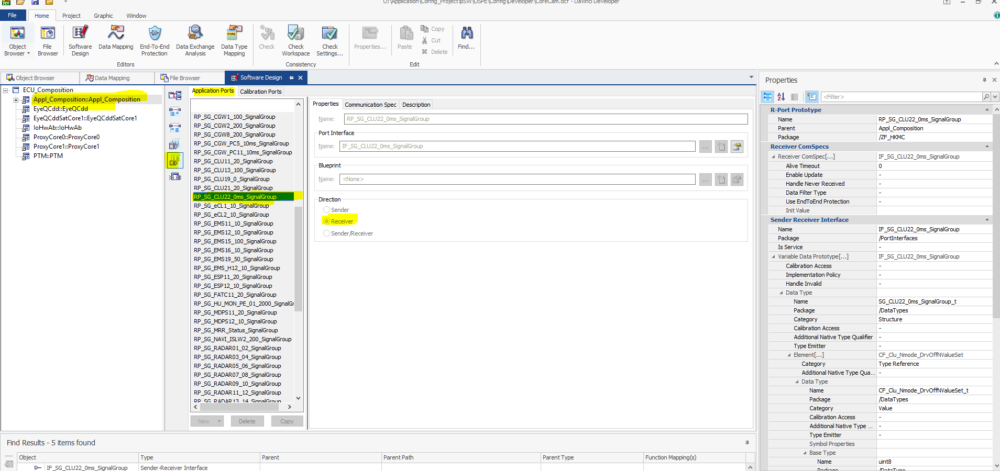 O:\Application\Config_Project\BSW\OSPE\Config\Developer\CoreCam.dcf - DaVinci Developer
File
Home
Project
Graphic
Window
Object Browser
File Browser
Software Design
Data Mapping
End-To-End Protection
Data Exchange Analysis
Data Type Mapping
Check
Check Workspace
Check Settings...
Properties...
Paste
Copy
Cut
Delete
Find...
Editors
Consistency
Edit
Object Browser
Data Mapping
File Browser
Software Design
ECU_Composition
Appl_Composition::Appl_Composition
EyeQCdd::EyeQCdd
EyeQCddSatCore1::EyeQCddSatCore1
IoHwAb::IoHwAb
ProxyCore0::ProxyCore0
ProxyCore1::ProxyCore1
PTM::PTM
Application Ports
Calibration Ports
RP_SG_CGW1_100_SignalGroup
RP_SG_CGW2_200_SignalGroup
RP_SG_CGW8_200_SignalGroup
RP_SG_CGW_PC5_10ms_SignalGroup
RP_SG_CGW_PC11_10ms_SignalGroup
RP_SG_CLU11_20_SignalGroup
RP_SG_CLU13_100_SignalGroup
RP_SG_CLU19_0_SignalGroup
RP_SG_CLU21_20_SignalGroup
RP_SG_CLU22_0ms_SignalGroup
RP_SG_eCL1_10_SignalGroup
RP_SG_eCL2_10_SignalGroup
RP_SG_EMS11_10_SignalGroup
RP_SG_EMS12_10_SignalGroup
RP_SG_EMS15_100_SignalGroup
RP_SG_EMS16_10_SignalGroup
RP_SG_EMS19_50_SignalGroup
RP_SG_EMS_H12_10_SignalGroup
RP_SG_ESP11_20_SignalGroup
RP_SG_ESP12_10_SignalGroup
RP_SG_FATC11_20_SignalGroup
RP_SG_HU_MON_PE_01_2000_SignalGr
RP_SG_MDPS11_20_SignalGroup
RP_SG_MDPS12_10_SignalGroup
RP_SG_MRR_Status_SignalGroup
RP_SG_NAVI_ISLW2_200_SignalGroup
RP_SG_RADAR01_02_SignalGroup
RP_SG_RADAR03_04_SignalGroup
RP_SG_RADAR05_06_SignalGroup
RP_SG_RADAR07_08_SignalGroup
RP_SG_RADAR09_10_SignalGroup
RP_SG_RADAR11_12_SignalGroup
RP_SG_RADAR13_14_SignalGroup
New
Delete
Copy
Properties
Communication Spec
Description
Name: RP_SG_CLU22_0ms_SignalGroup
Port Interface
Name: IF_SG_CLU22_0ms_SignalGroup
...
Blueprint
Name: <None>
...
Direction
Sender
Receiver
Sender/Receiver
Properties
<Filter>
R-Port Prototype
Name RP_SG_CLU22_0ms_SignalGroup
Parent Appl_Composition
Package /ZF_HKMC
Receiver ComSpecs
Receiver ComSpec[...] IF_SG_CLU22_0ms_SignalGroup
Alive Timeout 0
Enable Update -
Handle Never Received -
Data Filter Type -
Use EndToEnd Protection -
Init Value
Sender Receiver Interface
Name IF_SG_CLU22_0ms_SignalGroup
Package /PortInterfaces
Is Service -
Variable Data Prototype[...] IF_SG_CLU22_0ms_SignalGroup
Calibration Access -
Implementation Policy -
Handle Invalid -
Data Type
Name SG_CLU22_0ms_SignalGroup_t
Package /DataTypes
Category Structure
Calibration Access -
Additional Native Type Qualifier -
Type Emitter -
Element[...] CF_Clu_Nmode_DrvOffNValueSet
Category Type Reference
Additional Native Type Qua... -
Data Type
Name CF_Clu_Nmode_DrvOffNValueSet_t
Package /DataTypes
Category Value
Calibration Access -
Additional Native Type ... -
Type Emitter -
Symbol Properties
Base Type
Name uint8
Package /DataType
Find Results - 5 items found
Object Type Parent Parent Path Parent Type Function Mapping(s)
IF_SG_CLU22_0ms_SignalGroup Sender-Receiver Interface